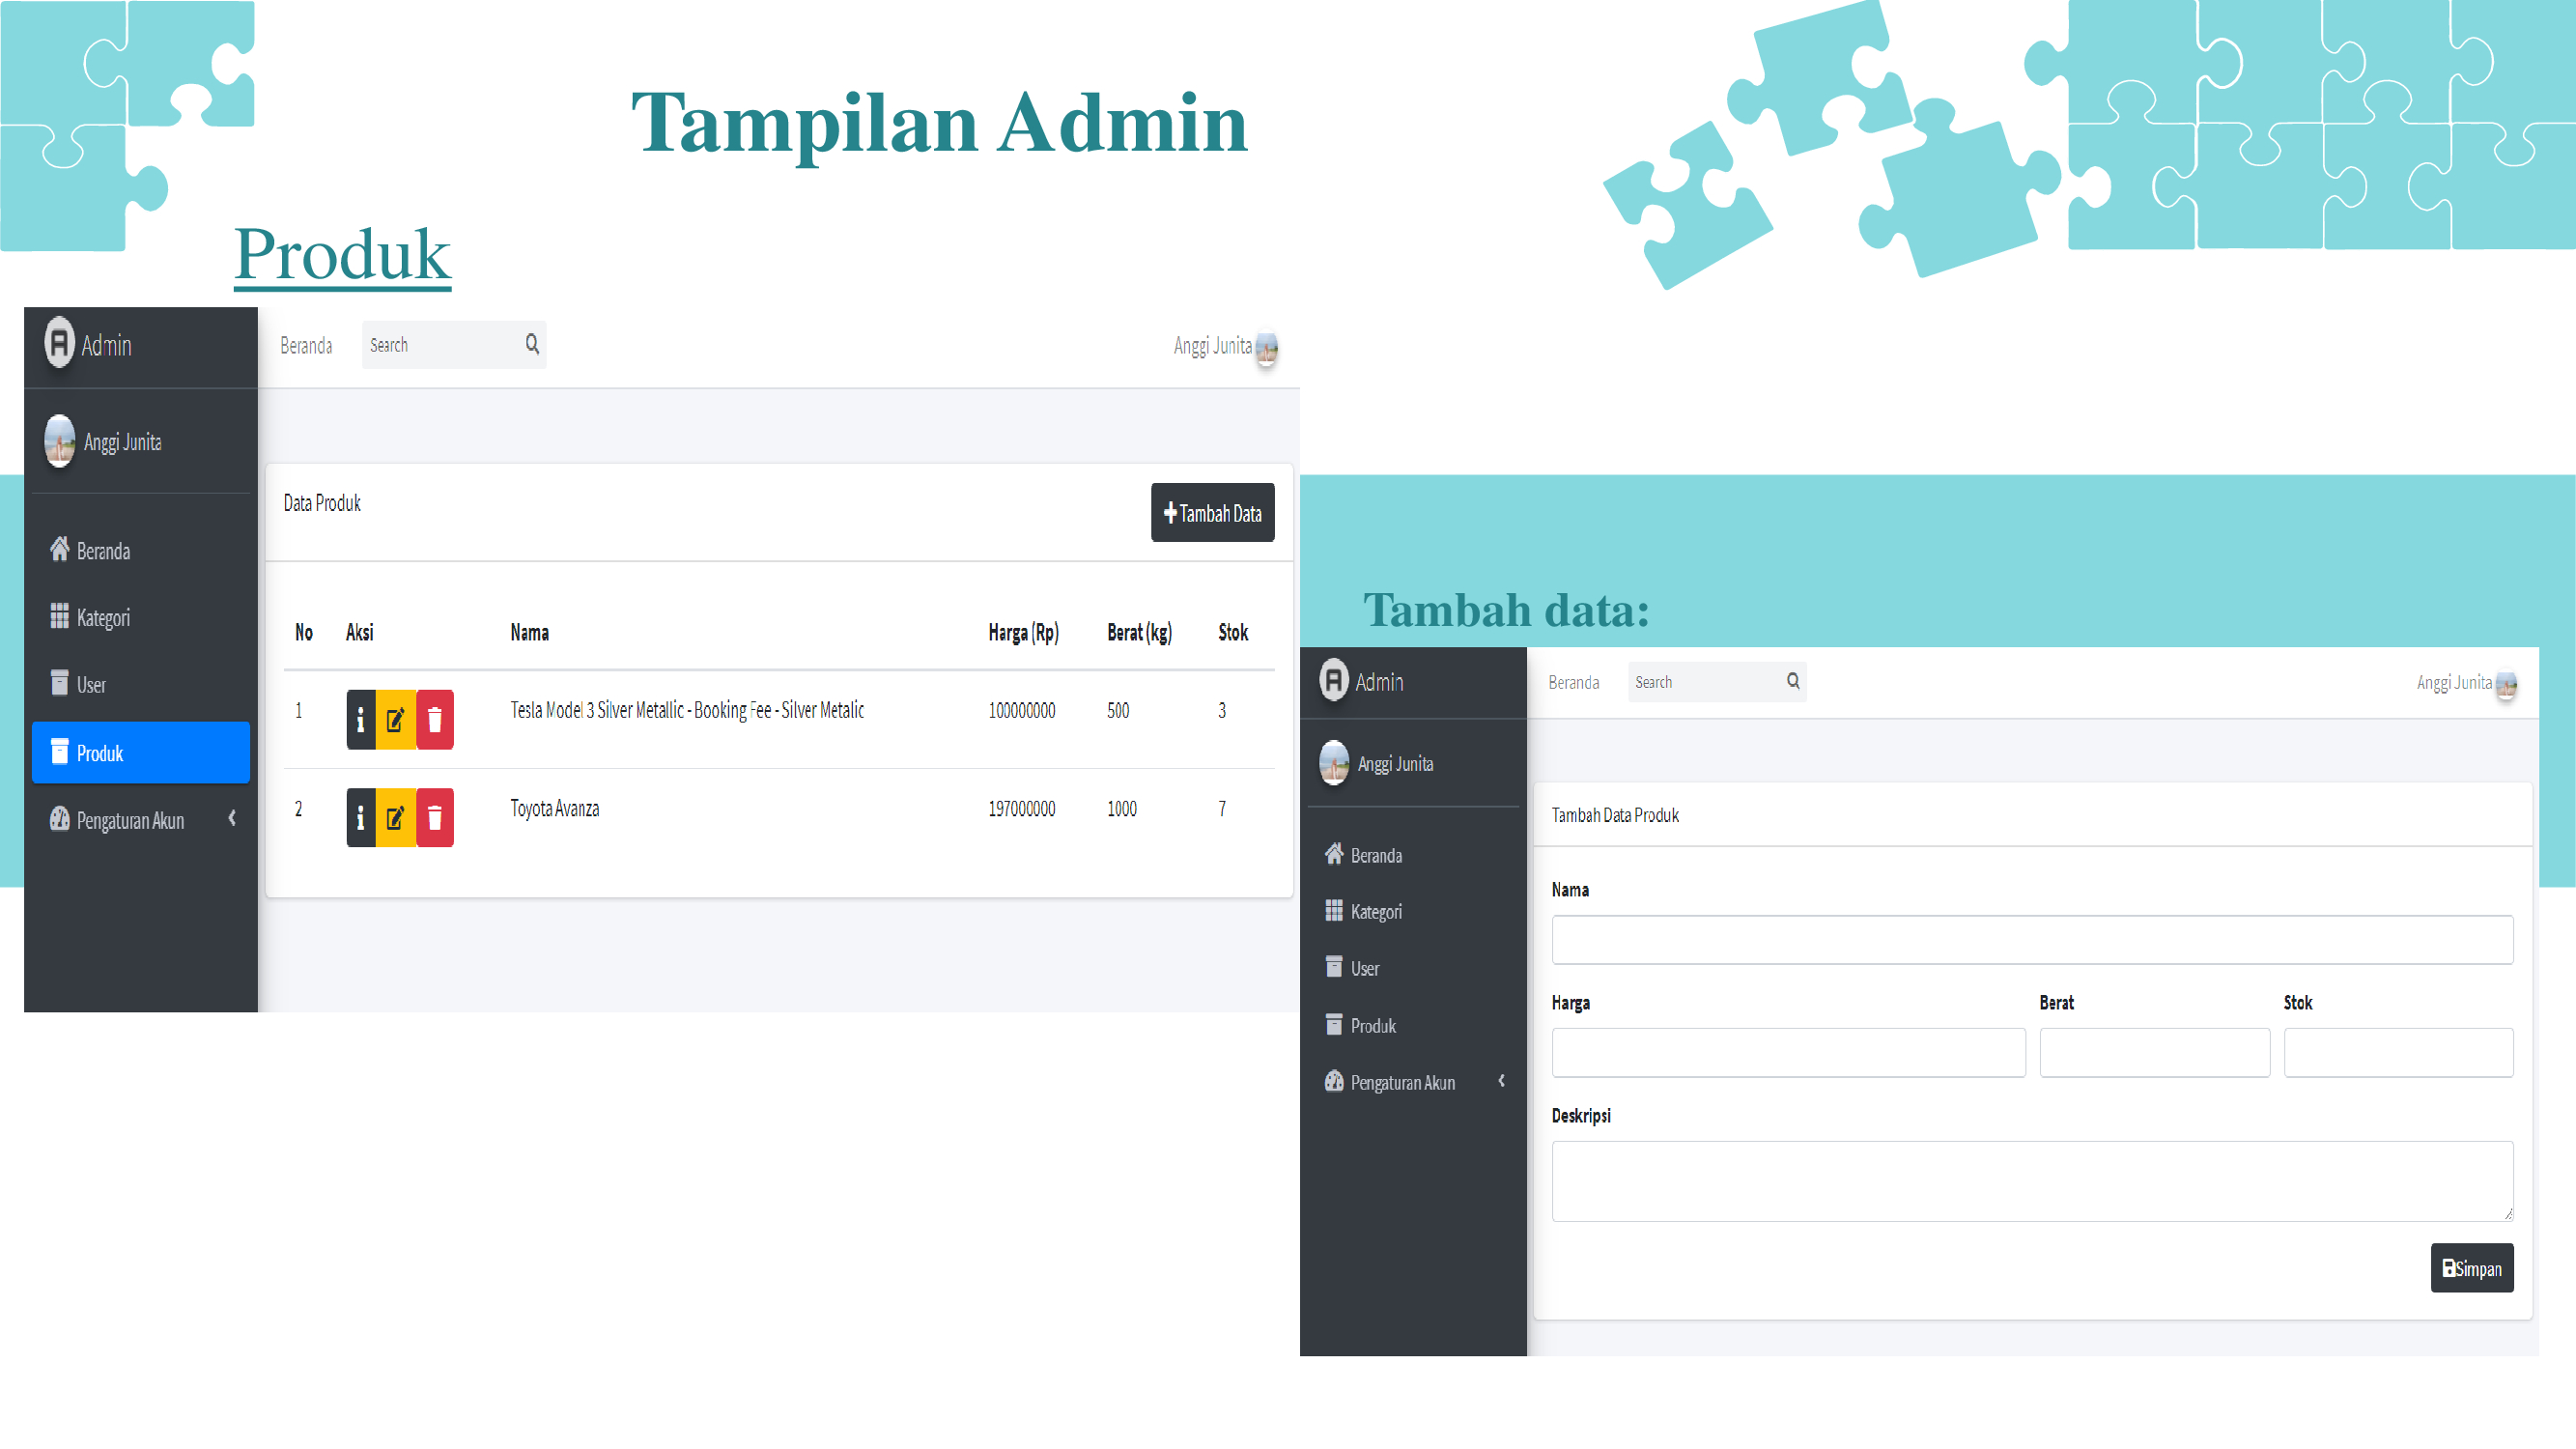 Tampilan Admin
Produk
Admin
Beranda
Search
Anggi Junita
Anggi Junita
Beranda
Kategori
User
Produk
Pengaturan Akun
Data Produk
Tambah Data
No Aksi Nama Harga (Rp) Berat (kg) Stok
1 Tesla Model 3 Silver Metallic - Booking Fee - Silver Metalic 100000000 500 3
2 Toyota Avanza 197000000 1000 7
Tambah data:
Admin
Beranda
Search
Anggi Junita
Anggi Junita
Beranda
Kategori
User
Produk
Pengaturan Akun
Tambah Data Produk
Nama
Harga Berat Stok
Deskripsi
Simpan